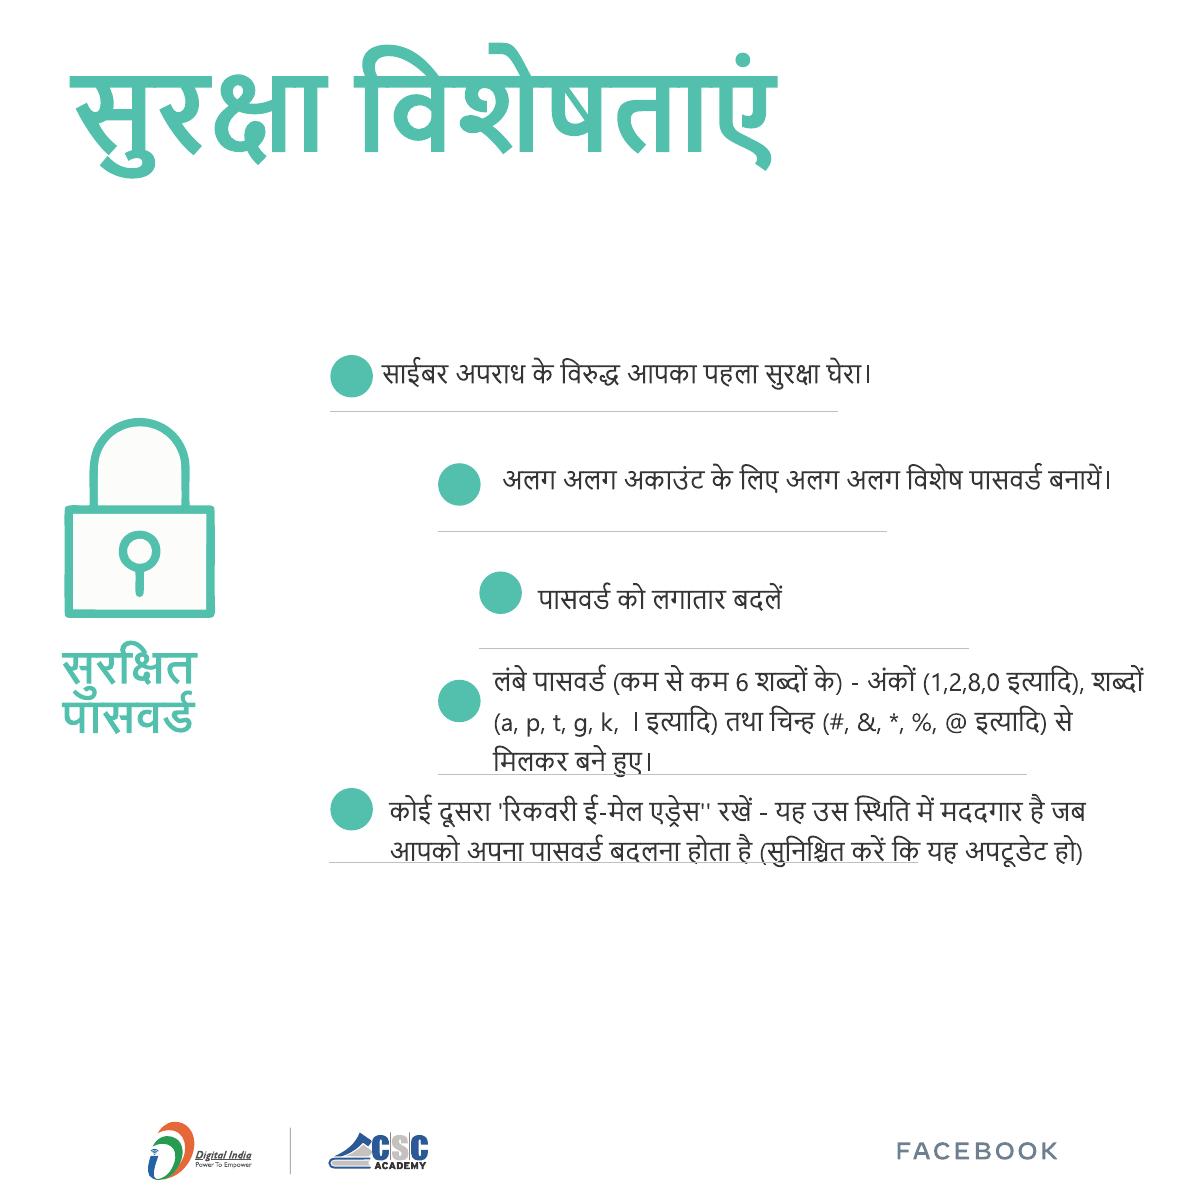 सुरक्षा विशेषताएं
साईबर अपराध के विरुद्ध आपका पहला सुरक्षा घेरा।
अलग अलग अकाउंट के लिए अलग अलग विशेष पासवर्ड बनायें।
पासवर्ड को लगातार बदलें
सुरक्षित
पासवर्ड
लंबे पासवर्ड (कम से कम 6 शब्दों के) - अंकों (1,2,8,0 इत्यादि), शब्दों
(a, p, t, g, k, l इत्यादि) तथा चिन्ह (#, &, *, %, @ इत्यादि) से
मिलकर बने हुए।
कोई दूसरा 'रिकवरी ई-मेल एड्रेस'' रखें - यह उस स्थिति में मददगार है जब
आपको अपना पासवर्ड बदलना होता है (सुनिश्चित करें कि यह अपटूडेट हो)
Digital India
Power To Empower
CSC
ACADEMY
FACEBOOK